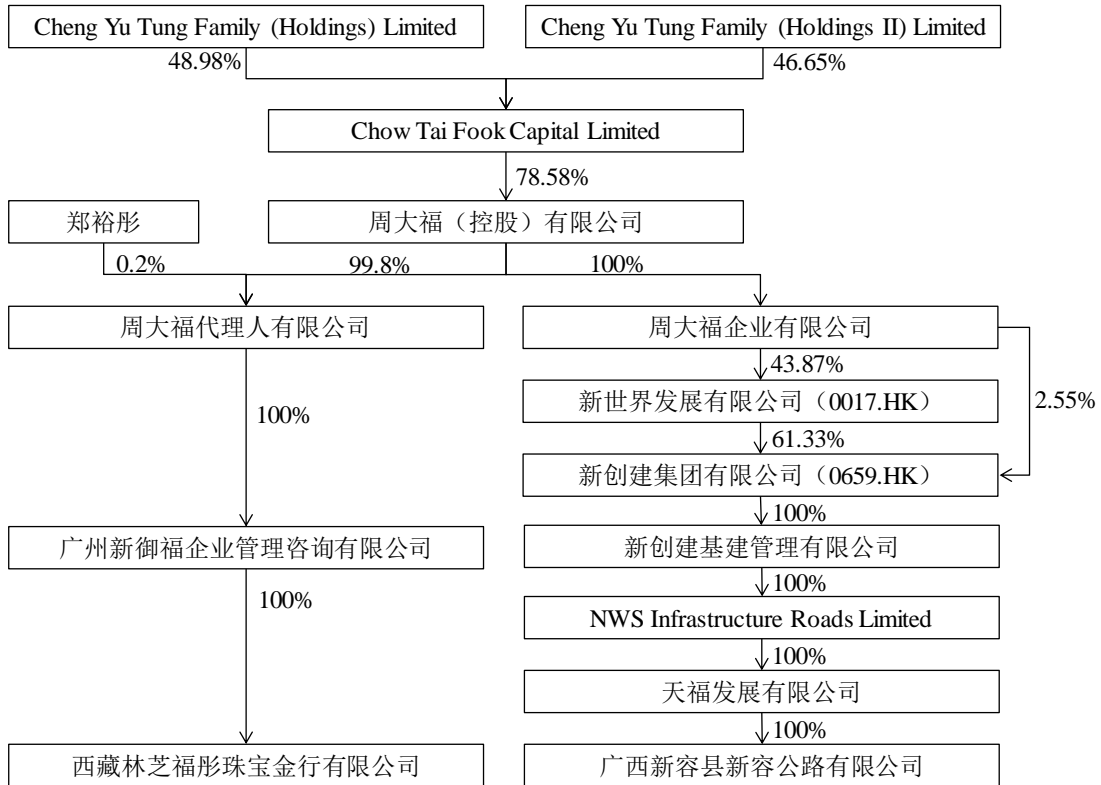 Cheng Yu Tung Family (Holdings) Limited
Cheng Yu Tung Family (Holdings II) Limited
48.98%
46.65%
Chow Tai Fook Capital Limited
78.58%
郑裕彤
周大福（控股）有限公司
0.2%
99.8%
100%
周大福代理人有限公司
周大福企业有限公司
43.87%
新世界发展有限公司（0017.HK）
2.55%
100%
61.33%
新创建集团有限公司（0659.HK）
100%
广州新御福企业管理咨询有限公司
新创建基建管理有限公司
100%
100%
NWS Infrastructure Roads Limited
100%
天福发展有限公司
100%
西藏林芝福彤珠宝金行有限公司
广西新容县新容公路有限公司